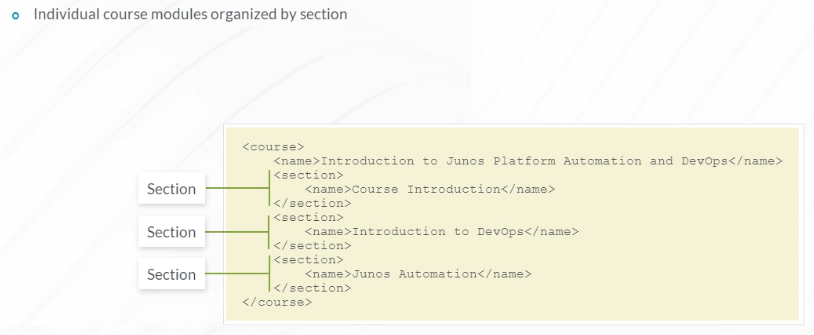 Individual course modules organized by section
<course>
<name>Introduction to Junos Platform Automation and DevOps</name>
<section>
Section
<name>Course Introduction</name>
</section>
<section>
Section
<name>Introduction to DevOps</name>
</section>
<section>
Section
<name>Junos Automation</name>
</section>
</course>